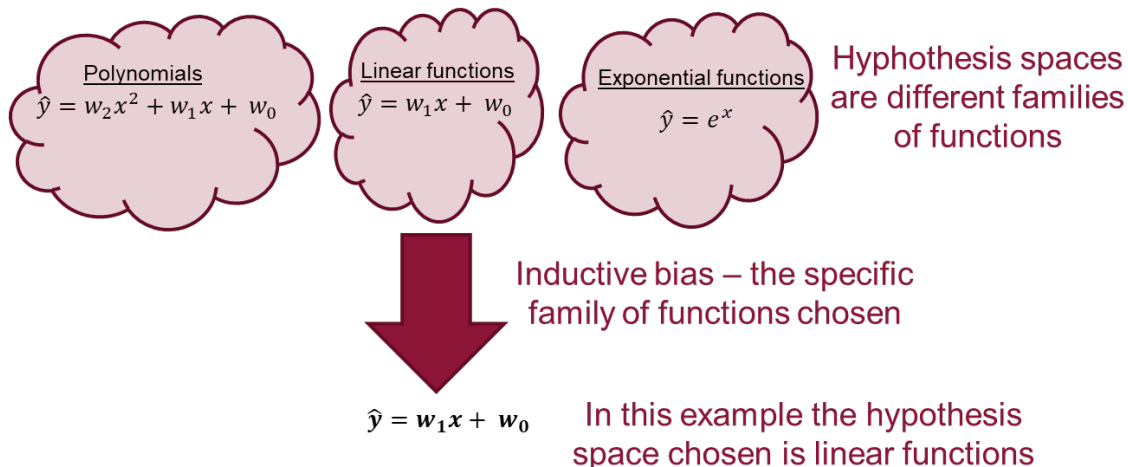 Polynomials
ŷ = w₂x² + w₁x + w₀
Linear functions
ŷ = w₁x + w₀
Exponential functions
ŷ = eˣ
Hyphothesis spaces
are different families
of functions
Inductive bias – the specific
family of functions chosen
ŷ = w₁x + w₀
In this example the hypothesis
space chosen is linear functions